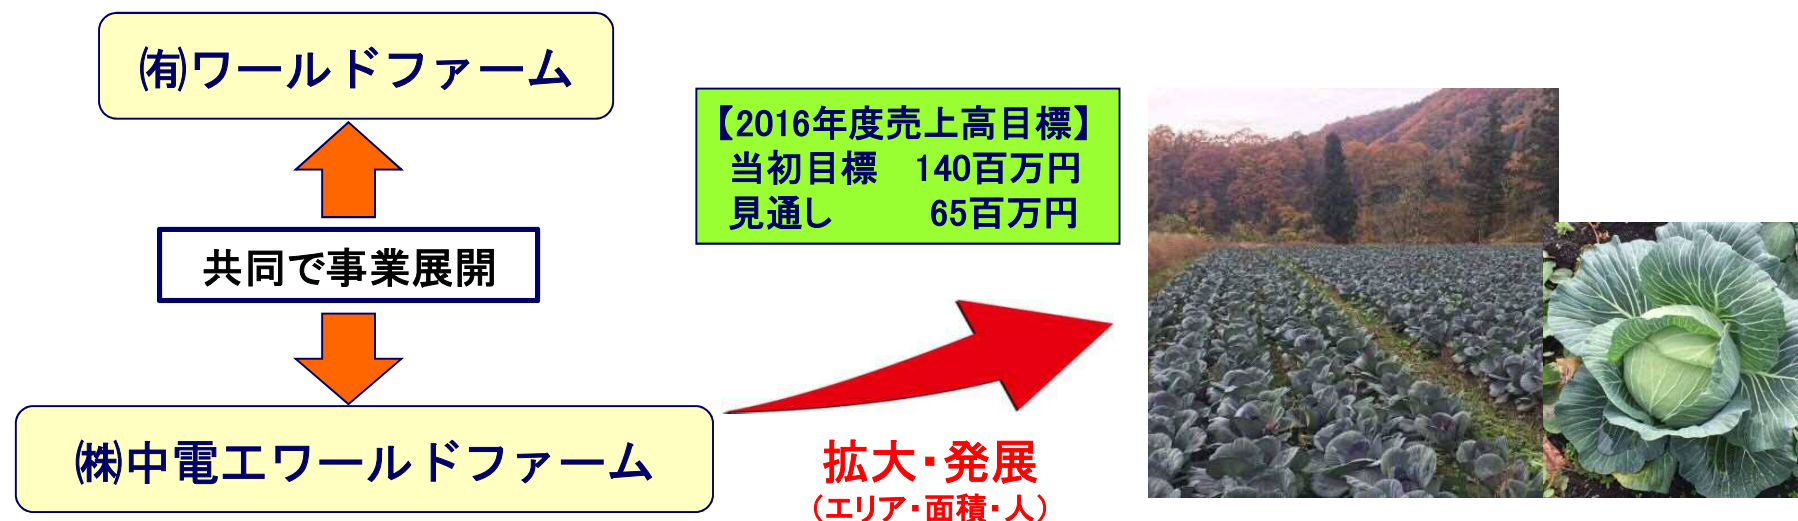 ㈲ワールドファーム
共同で事業展開
㈱中電工ワールドファーム
【2016年度売上高目標】
当初目標　140百万円
見通し　65百万円
拡大・発展
（エリア・面積・人）